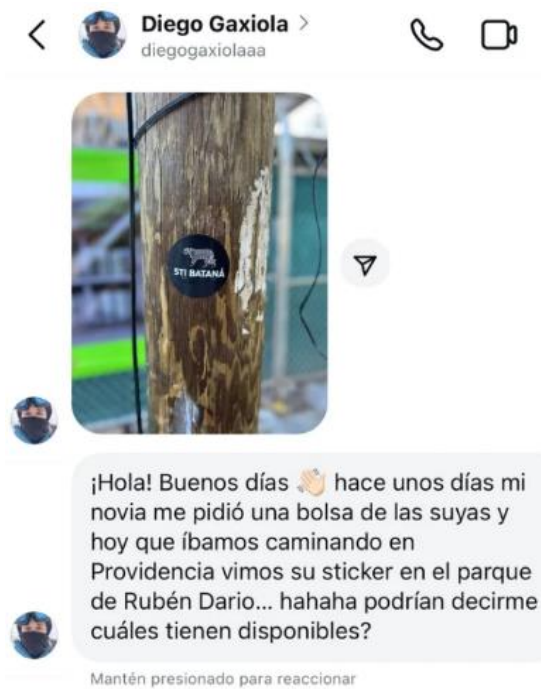 Diego Gaxiola
diegogaxiolaaa
STI BATANÁ
¡Hola! Buenos días 👋🏻 hace unos días mi
novia me pidió una bolsa de las suyas y
hoy que íbamos caminando en
Providencia vimos su sticker en el parque
de Rubén Dario... hahaha podrían decirme
cuáles tienen disponibles?
Mantén presionado para reaccionar